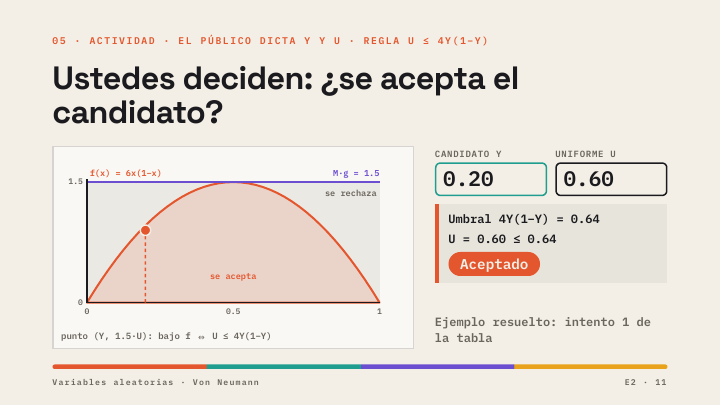 05 · ACTIVIDAD · EL PÚBLICO DICTA Y Y U · REGLA U ≤ 4Y(1−Y)
Ustedes deciden: ¿se acepta el
candidato?
f(x) = 6x(1−x)
M·g = 1.5
1.5
se rechaza
se acepta
0
0
0.5
1
punto (Y, 1.5·U): bajo f ⇔ U ≤ 4Y(1−Y)
CANDIDATO Y
UNIFORME U
0.20
0.60
Umbral 4Y(1−Y) = 0.64
U = 0.60 ≤ 0.64
Aceptado
Ejemplo resuelto: intento 1 de
la tabla
Variables aleatorias · Von Neumann
E2 · 11